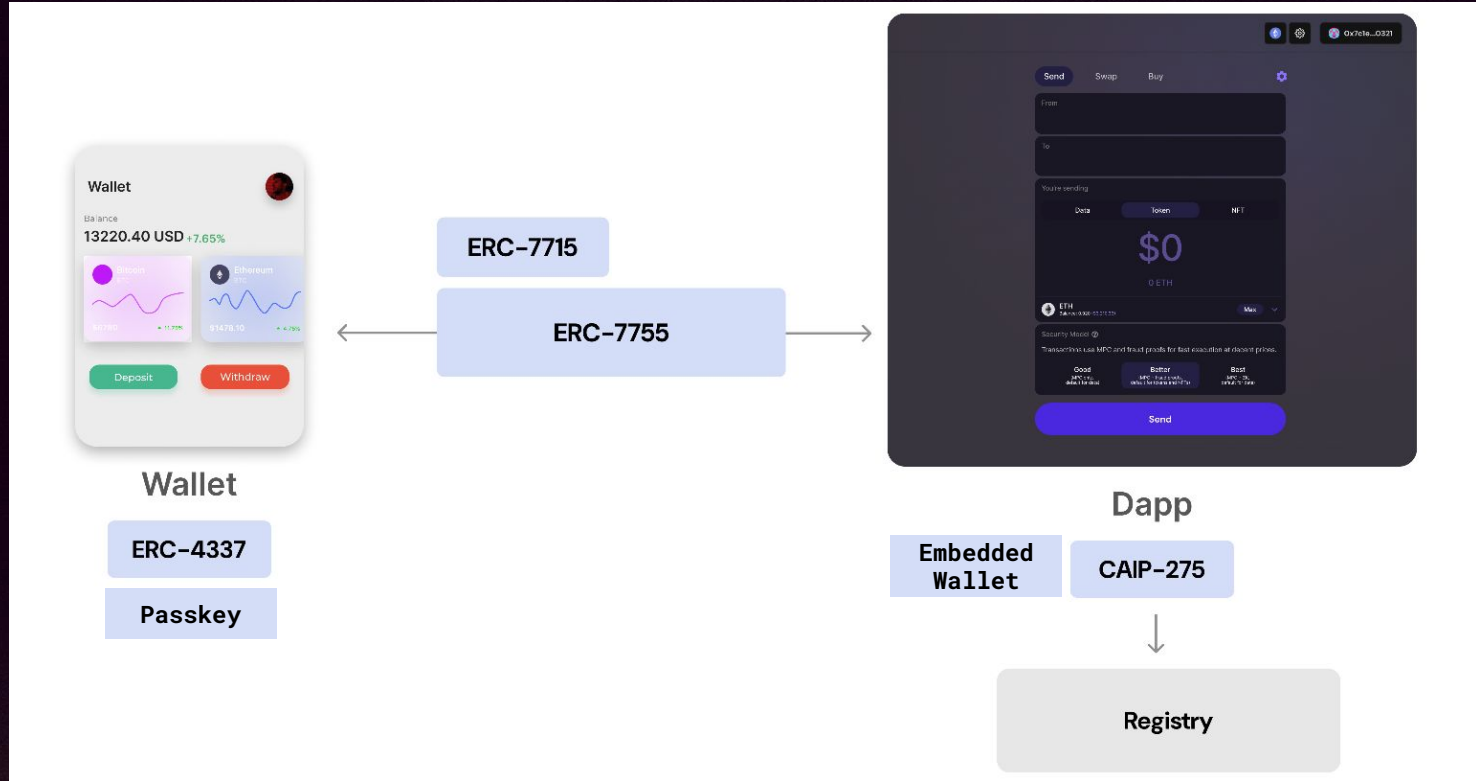 Wallet
Balance
13220.40 USD +7.65%
Bitcoin
BTC
Ethereum
$1478.10
Deposit
Withdraw
Wallet
ERC-4337
Passkey
ERC-7715
ERC-7755
0x7e1e...0321
Send
Swap
Buy
From
To
You're sending
Data
Token
NFT
$0
0 ETH
ETH
Max
Security Model
Transactions use MPC and fraud proofs for fast execution at decent prices.
Good
Better
Best
Send
Dapp
Embedded
Wallet
CAIP-275
Registry